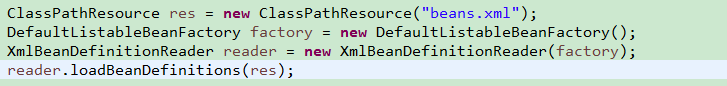 ClassPathResource res = new ClassPathResource("beans.xml");
DefaultListableBeanFactory factory = new DefaultListableBeanFactory();
XmlBeanDefinitionReader reader = new XmlBeanDefinitionReader(factory);
reader.loadBeanDefinitions(res);